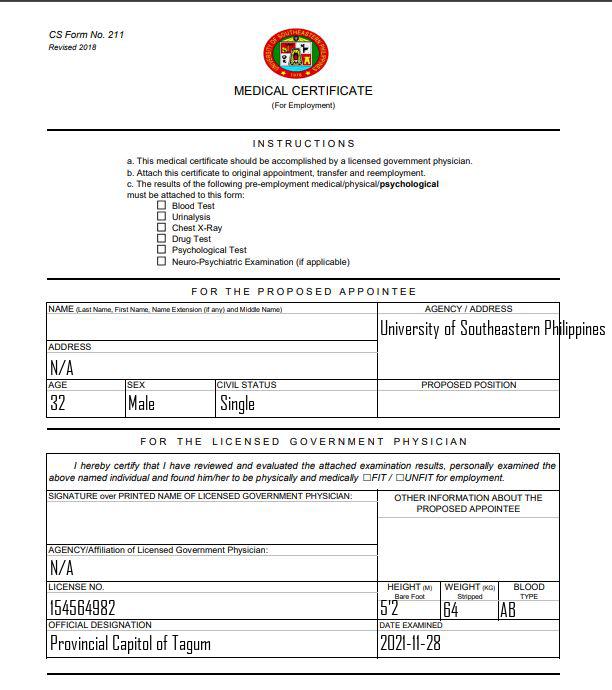 CS Form No. 211
Revised 2018
UNIVERSITY OF SOUTHEASTERN PHILIPPINES
1978
MEDICAL CERTIFICATE
(For Employment)
INSTRUCTIONS
a. This medical certificate should be accomplished by a licensed government physician.
b. Attach this certificate to original appointment, transfer and reemployment.
c. The results of the following pre-employment medical/physical/psychological
must be attached to this form:
☐ Blood Test
☐ Urinalysis
☐ Chest X-Ray
☐ Drug Test
☐ Psychological Test
☐ Neuro-Psychiatric Examination (if applicable)
FOR THE PROPOSED APPOINTEE
NAME (Last Name, First Name, Name Extension (if any) and Middle Name)
AGENCY / ADDRESS
University of Southeastern Philippines
ADDRESS
N/A
AGE SEX CIVIL STATUS PROPOSED POSITION
32 Male Single
FOR THE LICENSED GOVERNMENT PHYSICIAN
I hereby certify that I have reviewed and evaluated the attached examination results, personally examined the
above named individual and found him/her to be physically and medically ☐FIT / ☐UNFIT for employment.
SIGNATURE over PRINTED NAME OF LICENSED GOVERNMENT PHYSICIAN:
OTHER INFORMATION ABOUT THE
PROPOSED APPOINTEE
AGENCY/Affiliation of Licensed Government Physician:
N/A
LICENSE NO.
154564982
HEIGHT (M)
Bare Foot
5'2
WEIGHT (KG)
Stripped
64
BLOOD
TYPE
AB
OFFICIAL DESIGNATION
Provincial Capitol of Tagum
DATE EXAMINED
2021-11-28